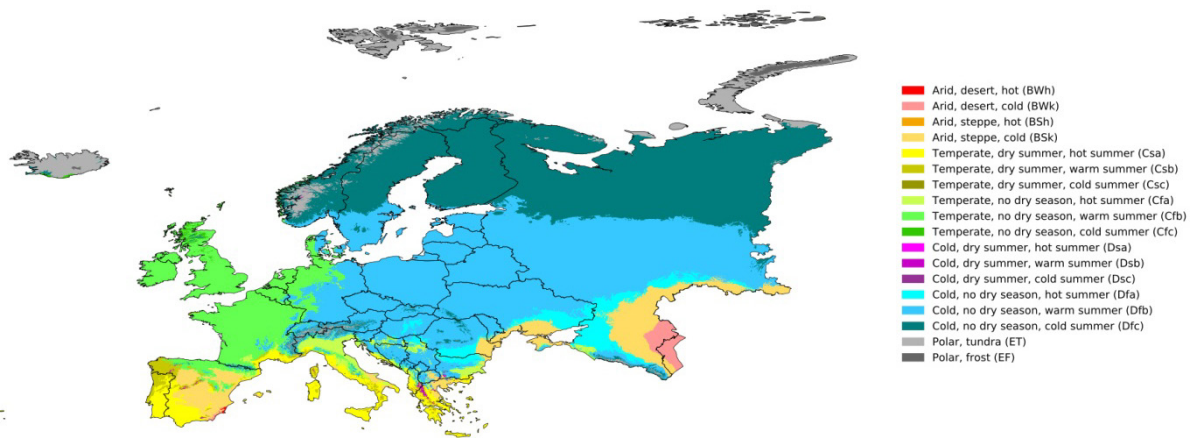 Arid, desert, hot (BWh)
Arid, desert, cold (BWk)
Arid, steppe, hot (BSh)
Arid, steppe, cold (BSk)
Temperate, dry summer, hot summer (Csa)
Temperate, dry summer, warm summer (Csb)
Temperate, dry summer, cold summer (Csc)
Temperate, no dry season, hot summer (Cfa)
Temperate, no dry season, warm summer (Cfb)
Temperate, no dry season, cold summer (Cfc)
Cold, dry summer, hot summer (Dsa)
Cold, dry summer, warm summer (Dsb)
Cold, dry summer, cold summer (Dsc)
Cold, no dry season, hot summer (Dfa)
Cold, no dry season, warm summer (Dfb)
Cold, no dry season, cold summer (Dfc)
Polar, tundra (ET)
Polar, frost (EF)